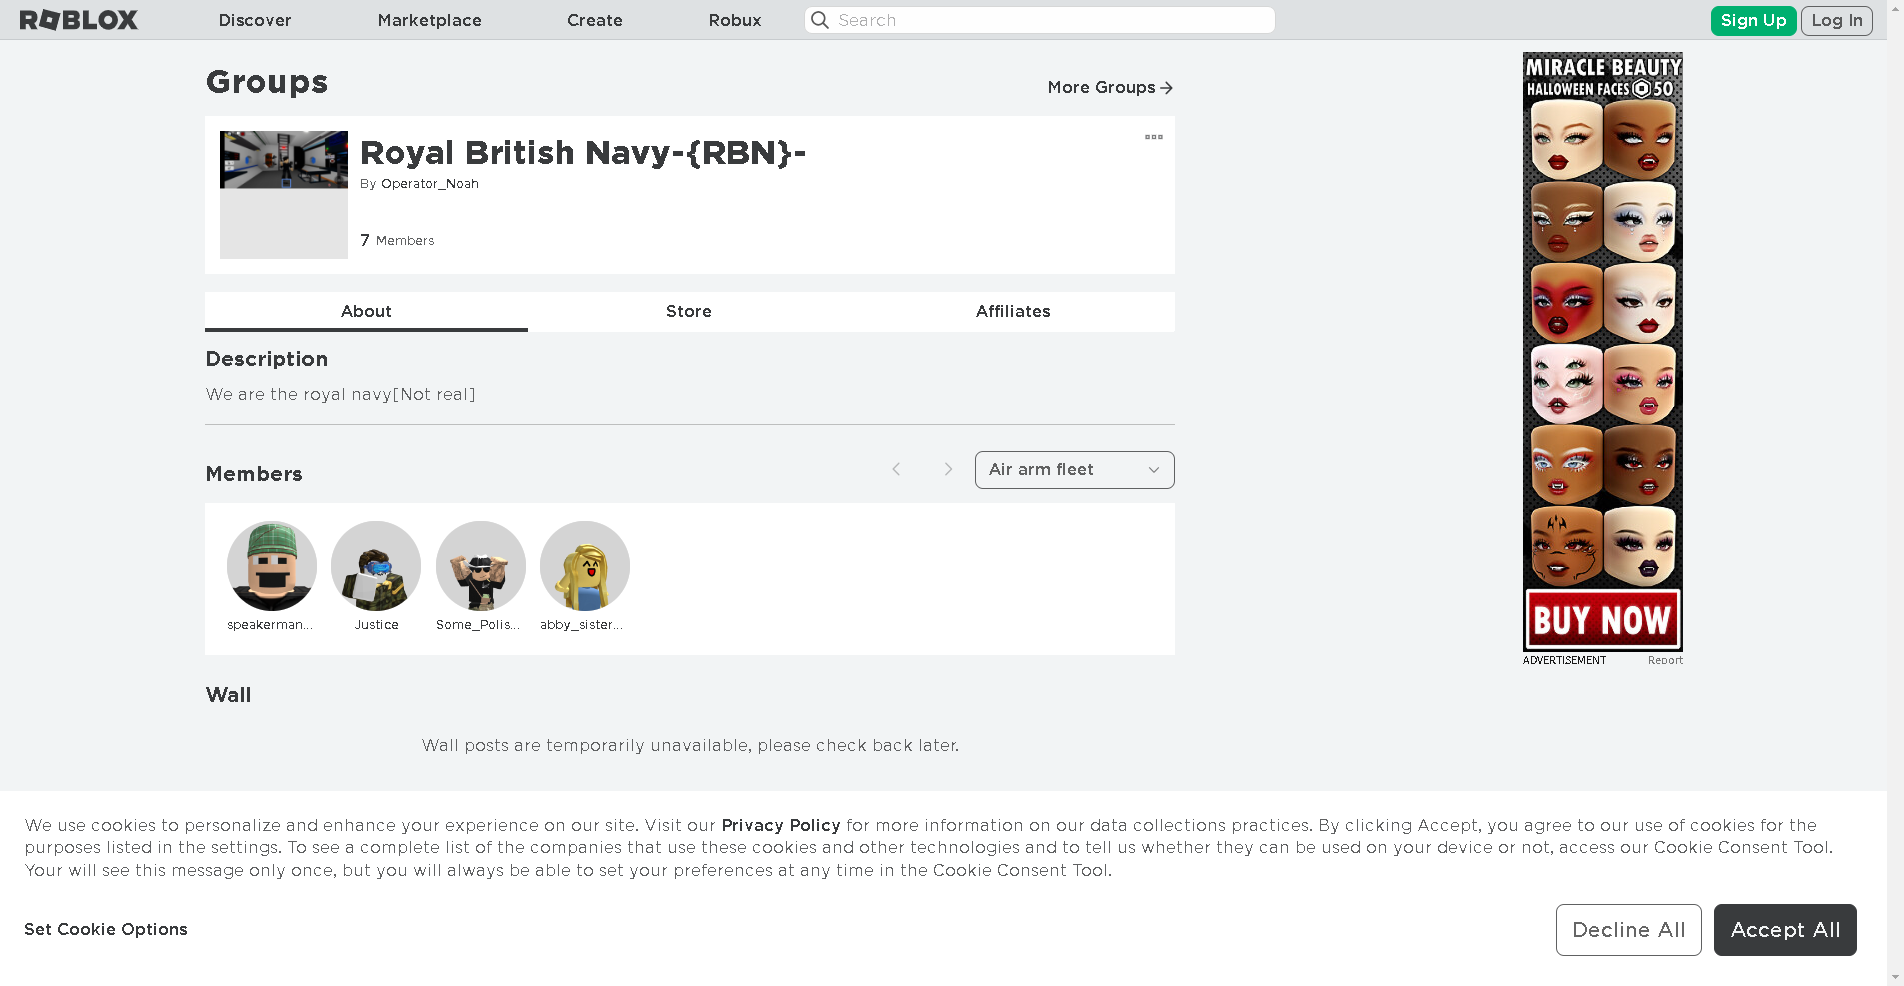 ROBLOX
Discover
Marketplace
Create
Robux
Search
Sign Up
Log In
Groups
More Groups
Royal British Navy-{RBN}-
By Operator_Noah
7 Members
About
Store
Affiliates
Description
We are the royal navy[Not real]
Members
Air arm fleet
speakerman...
Justice
Some_Polis...
abby_sister...
Wall
Wall posts are temporarily unavailable, please check back later.
MIRACLE BEAUTY
HALLOWEEN FACES 50
BUY NOW
ADVERTISEMENT
Report
We use cookies to personalize and enhance your experience on our site. Visit our Privacy Policy for more information on our data collections practices. By clicking Accept, you agree to our use of cookies for the
purposes listed in the settings. To see a complete list of the companies that use these cookies and other technologies and to tell us whether they can be used on your device or not, access our Cookie Consent Tool.
Your will see this message only once, but you will always be able to set your preferences at any time in the Cookie Consent Tool.
Set Cookie Options
Decline All
Accept All